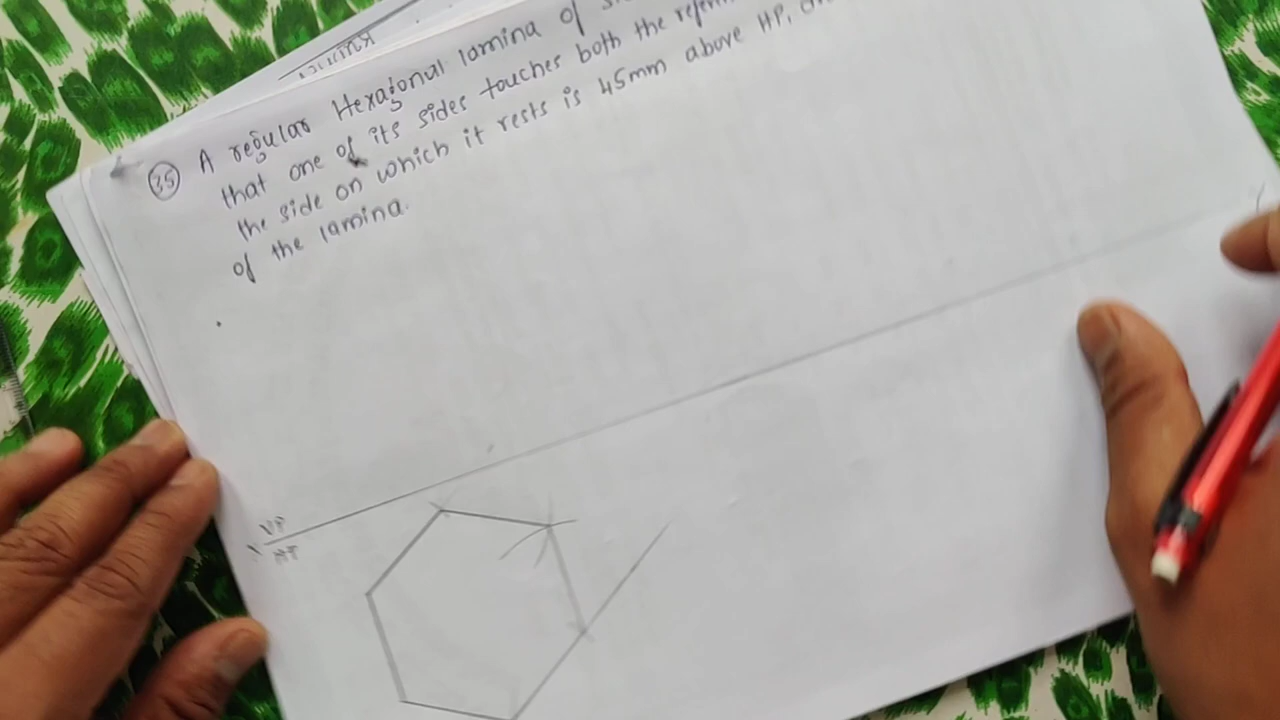 35 A regular Hexagonal lamina of
that one of its sides touches both the
the side on which it rests is 45mm above HP,
of the lamina.
VP
HP